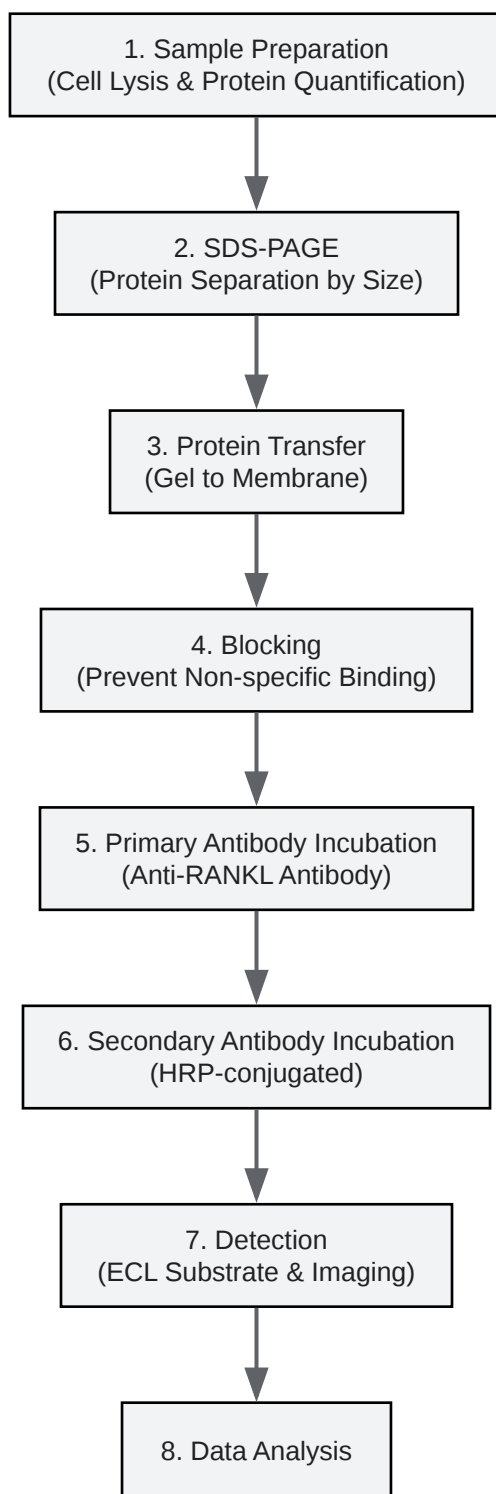 1. Sample Preparation
(Cell Lysis & Protein Quantification)
2. SDS-PAGE
(Protein Separation by Size)
3. Protein Transfer
(Gel to Membrane)
4. Blocking
(Prevent Non-specific Binding)
5. Primary Antibody Incubation
(Anti-RANKL Antibody)
6. Secondary Antibody Incubation
(HRP-conjugated)
7. Detection
(ECL Substrate & Imaging)
8. Data Analysis